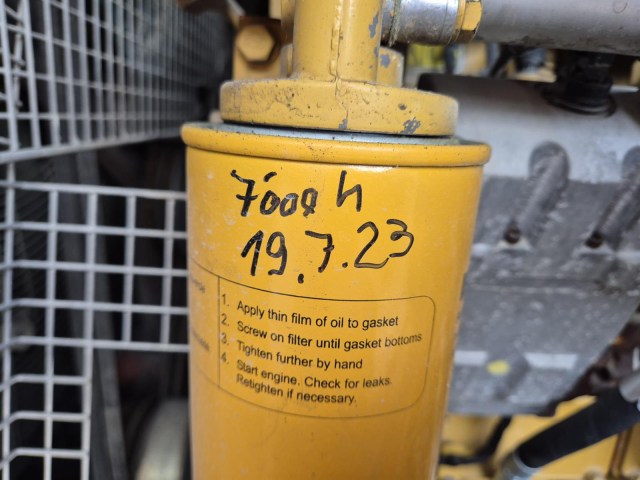 7000 h
19.7.23
1. Apply thin film of oil to gasket
2. Screw on filter until gasket bottoms
3. Tighten further by hand
4. Start engine. Check for leaks.
Retighten if necessary.